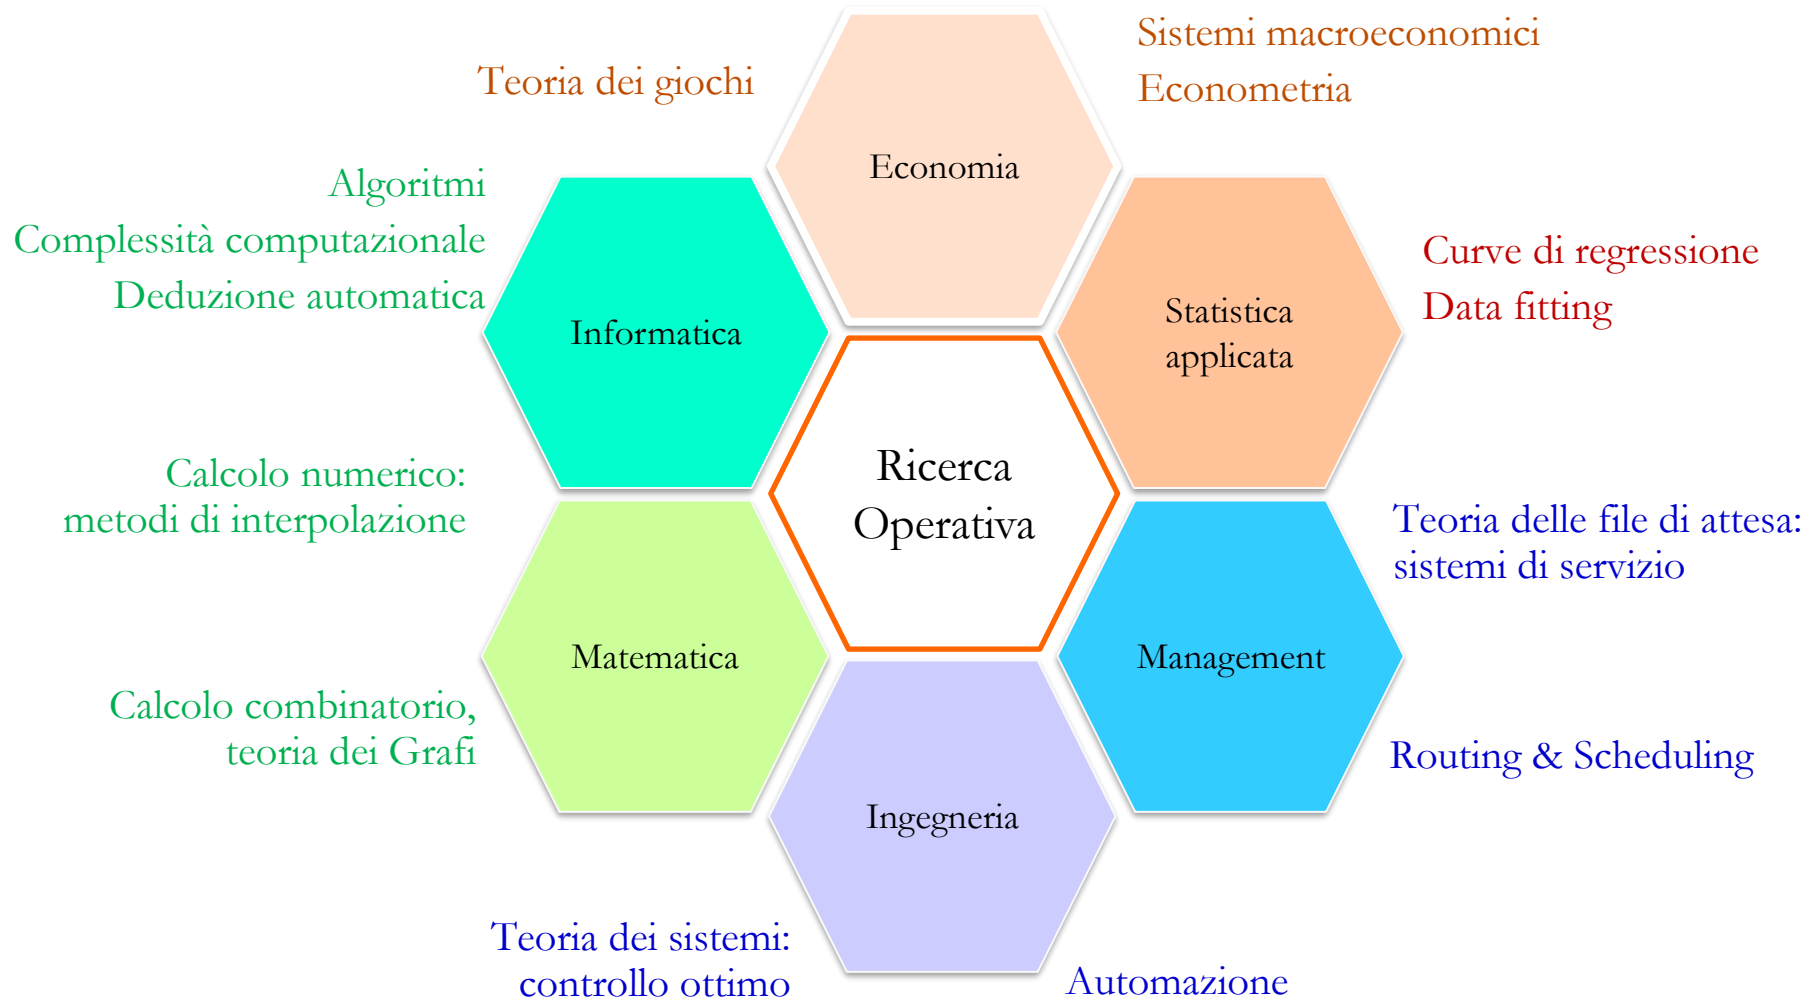 Sistemi macroeconomici
Econometria
Teoria dei giochi
Economia
Algoritmi
Complessità computazionale
Deduzione automatica
Informatica
Statistica
applicata
Curve di regressione
Data fitting
Ricerca
Operativa
Calcolo numerico:
metodi di interpolazione
Teoria delle file di attesa:
sistemi di servizio
Matematica
Management
Calcolo combinatorio,
teoria dei Grafi
Routing & Scheduling
Ingegneria
Teoria dei sistemi:
controllo ottimo
Automazione